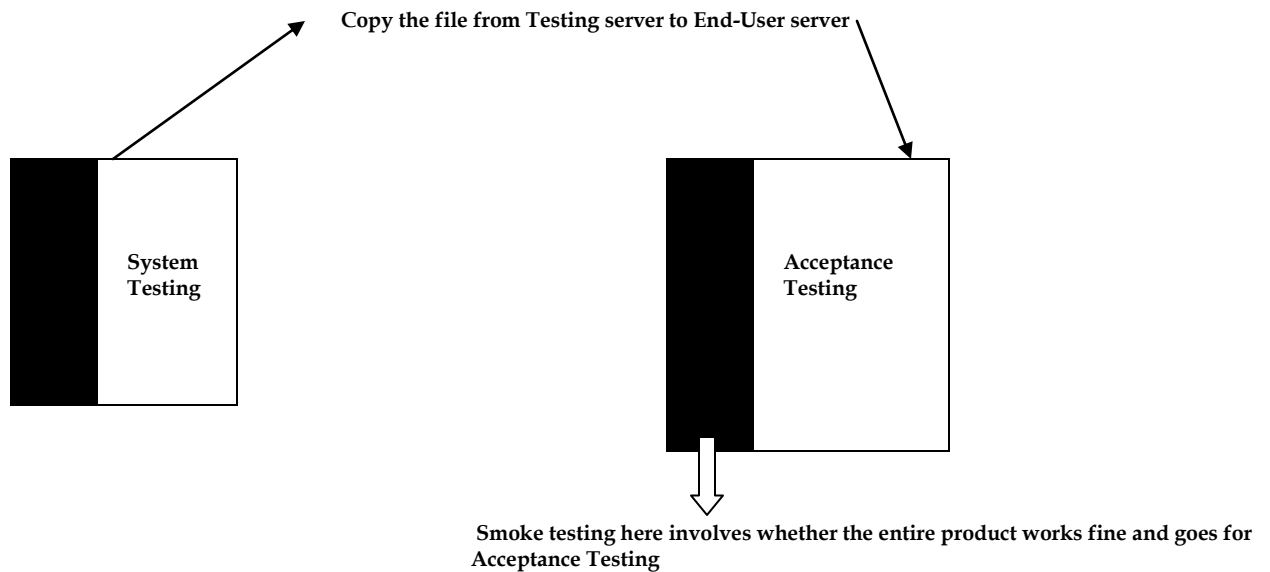 Copy the file from Testing server to End-User server
System
Testing
Acceptance
Testing
Smoke testing here involves whether the entire product works fine and goes for
Acceptance Testing